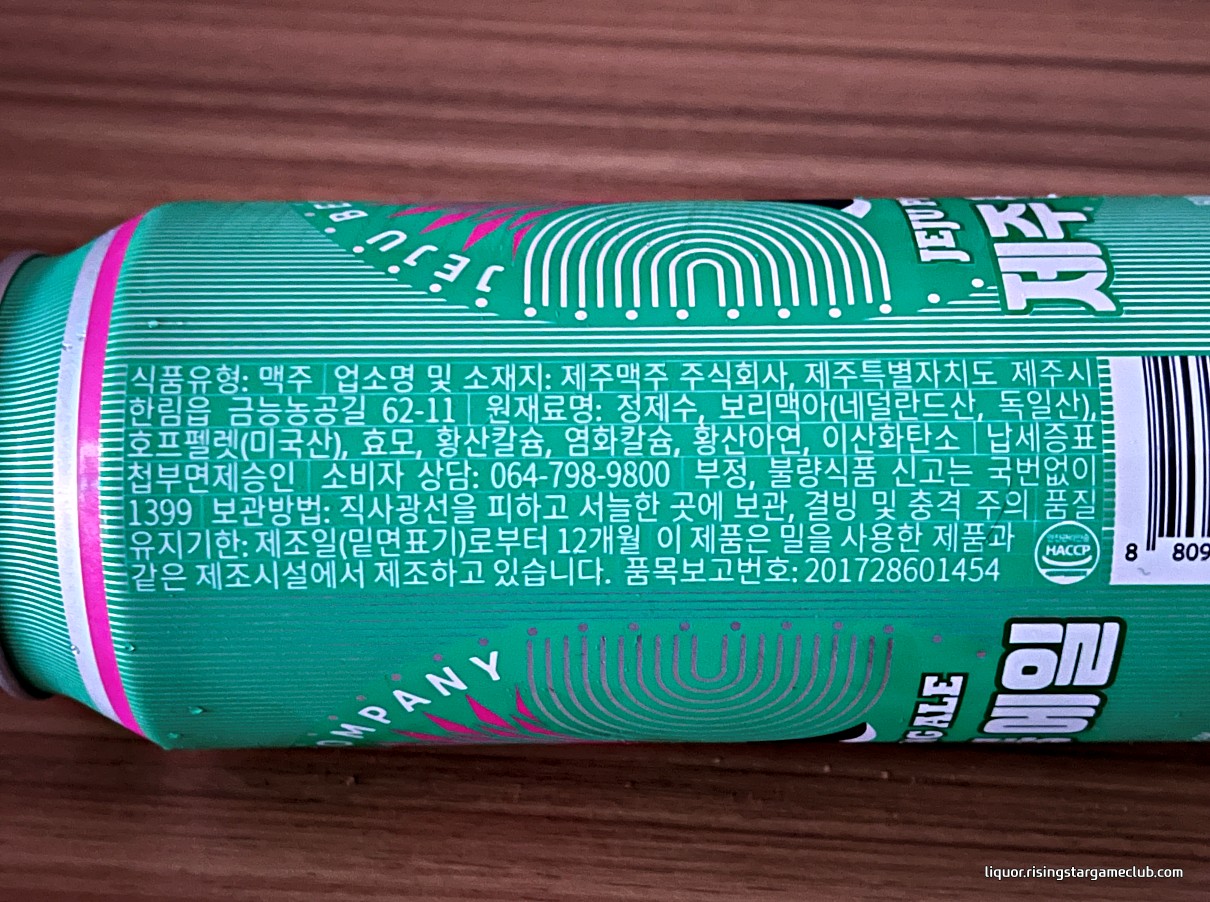 JEJU BE
JEJU
제주
식품유형: 맥주 | 업소명 및 소재지: 제주맥주 주식회사, 제주특별자치도 제주시
한림읍 금능농공길 62-11 | 원재료명: 정제수, 보리맥아(네덜란드산, 독일산),
호프펠렛(미국산), 효모, 황산칼슘, 염화칼슘, 황산아연, 이산화탄소 | 납세증표
첩부면제승인 | 소비자 상담: 064-798-9800 | 부정, 불량식품 신고는 국번없이
1399 | 보관방법: 직사광선을 피하고 서늘한 곳에 보관, 결빙 및 충격 주의 | 품질
유지기한: 제조일(밑면표기)로부터 12개월 | 이 제품은 밀을 사용한 제품과
같은 제조시설에서 제조하고 있습니다. | 품목보고번호: 201728601454
HACCP
8 809
OMPANY
NG ALE
에일
liquor.risingstargameclub.com